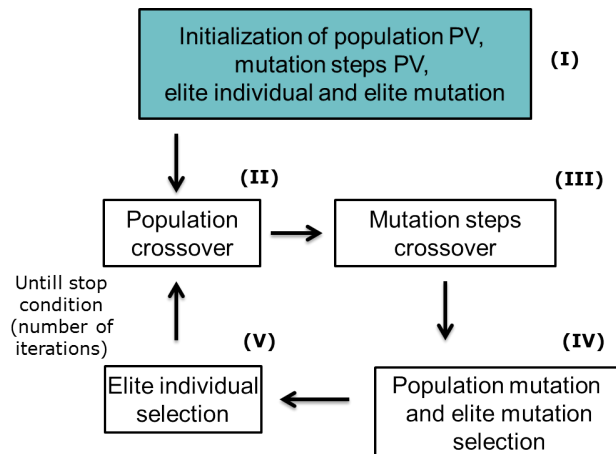 Initialization of population PV,
mutation steps PV,
elite individual and elite mutation
(I)
(II)
Population
crossover
(III)
Mutation steps
crossover
Untill stop
condition
(number of
iterations)
(V)
Elite individual
selection
(IV)
Population mutation
and elite mutation
selection